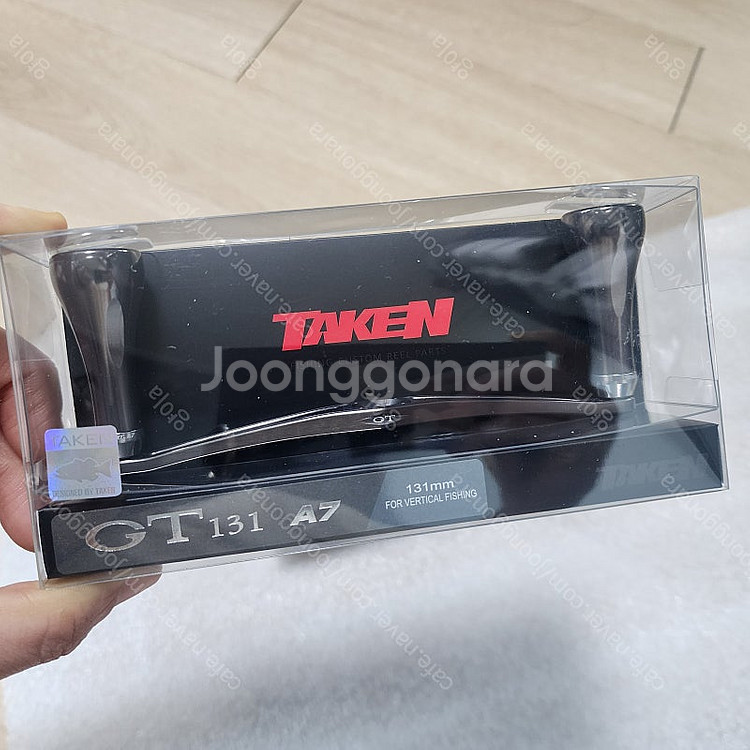 TAKEN
CUSTOM REEL PARTS
Joonggonara
GT
TAKEN
DESIGNED BY TAKEN
GT 131 A7
131mm
FOR VERTICAL FISHING
TAKEN
cafe.naver.com/joonggonara